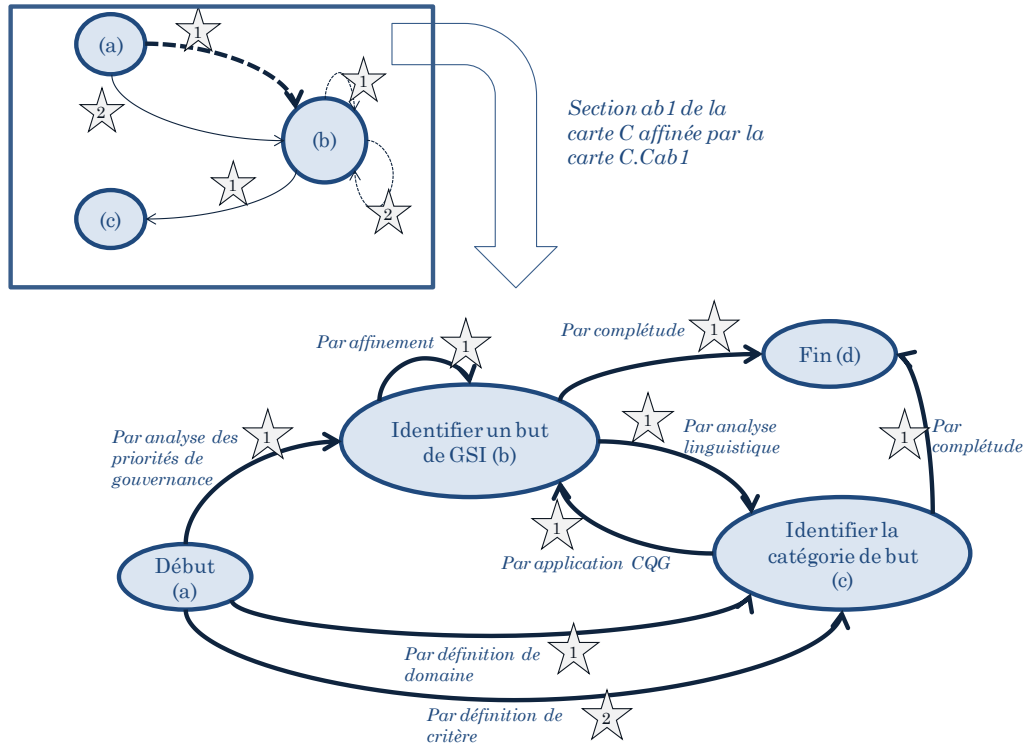 (a)
1
2
1
(b)
1
(c)
2
Section ab1 de la
carte C affinée par la
carte C.Cab1
Par affinement
1
Par complétude
1
Fin (d)
Par analyse des
priorités de
gouvernance
1
Identifier un but
de GSI (b)
1
Par analyse
linguistique
1
Par
complétude
1
Par application CQG
Identifier la
catégorie de but
(c)
Début
(a)
Par définition de
domaine
1
Par définition de
critère
2